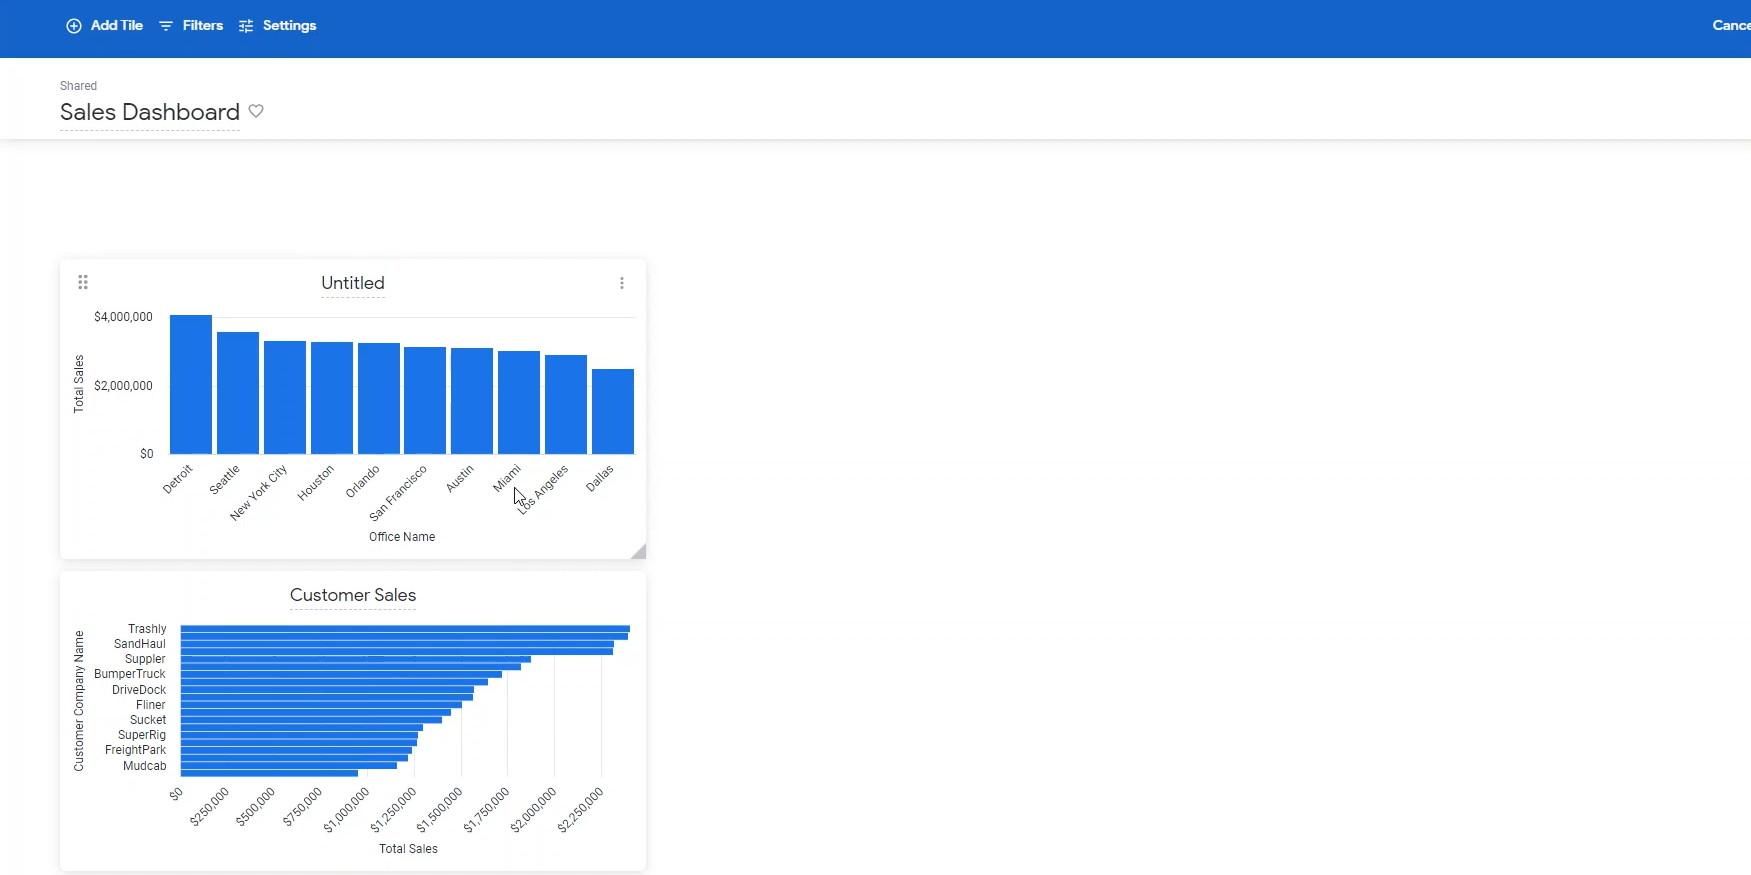 Add Tile Filters Settings
Shared
Sales Dashboard
Untitled
Total Sales
$4,000,000
$2,000,000
$0
Detroit
Seattle
New York City
Houston
Orlando
San Francisco
Austin
Miami
Los Angeles
Dallas
Office Name
Customer Sales
Customer Company Name
Trashly
SandHaul
Suppler
BumperTruck
DriveDock
Fliner
Sucket
SuperRig
FreightPark
Mudcab
$0
$250,000
$500,000
$750,000
$1,000,000
$1,250,000
$1,500,000
$1,750,000
$2,000,000
$2,250,000
Total Sales